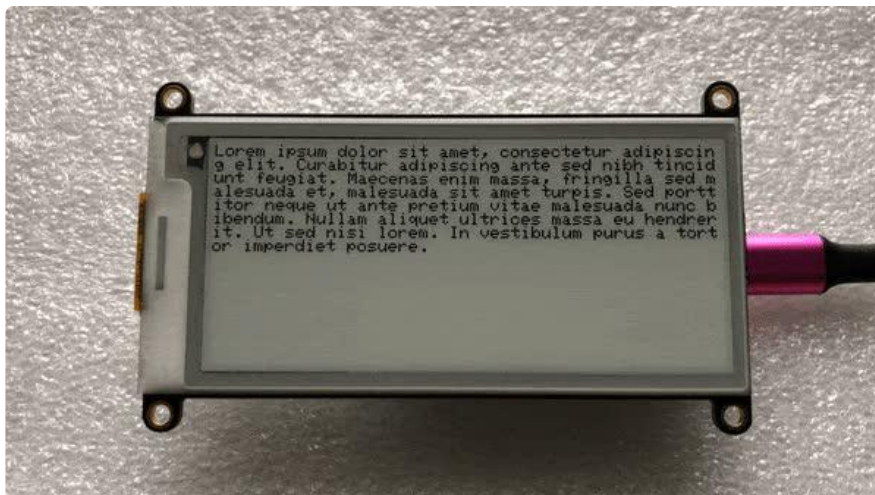 Lorem ipsum dolor sit amet, consectetur adipiscin
g elit. Curabitur adipiscing ante sed nibh tincid
unt feugiat. Maecenas enim massa, fringilla sed m
alesuada et, malesuada sit amet turpis. Sed portt
itor neque ut ante pretium vitae malesuada nunc b
ibendum. Nullam aliquet ultrices massa eu hendrer
it. Ut sed nisi lorem. In vestibulum purus a tort
or imperdiet posuere.